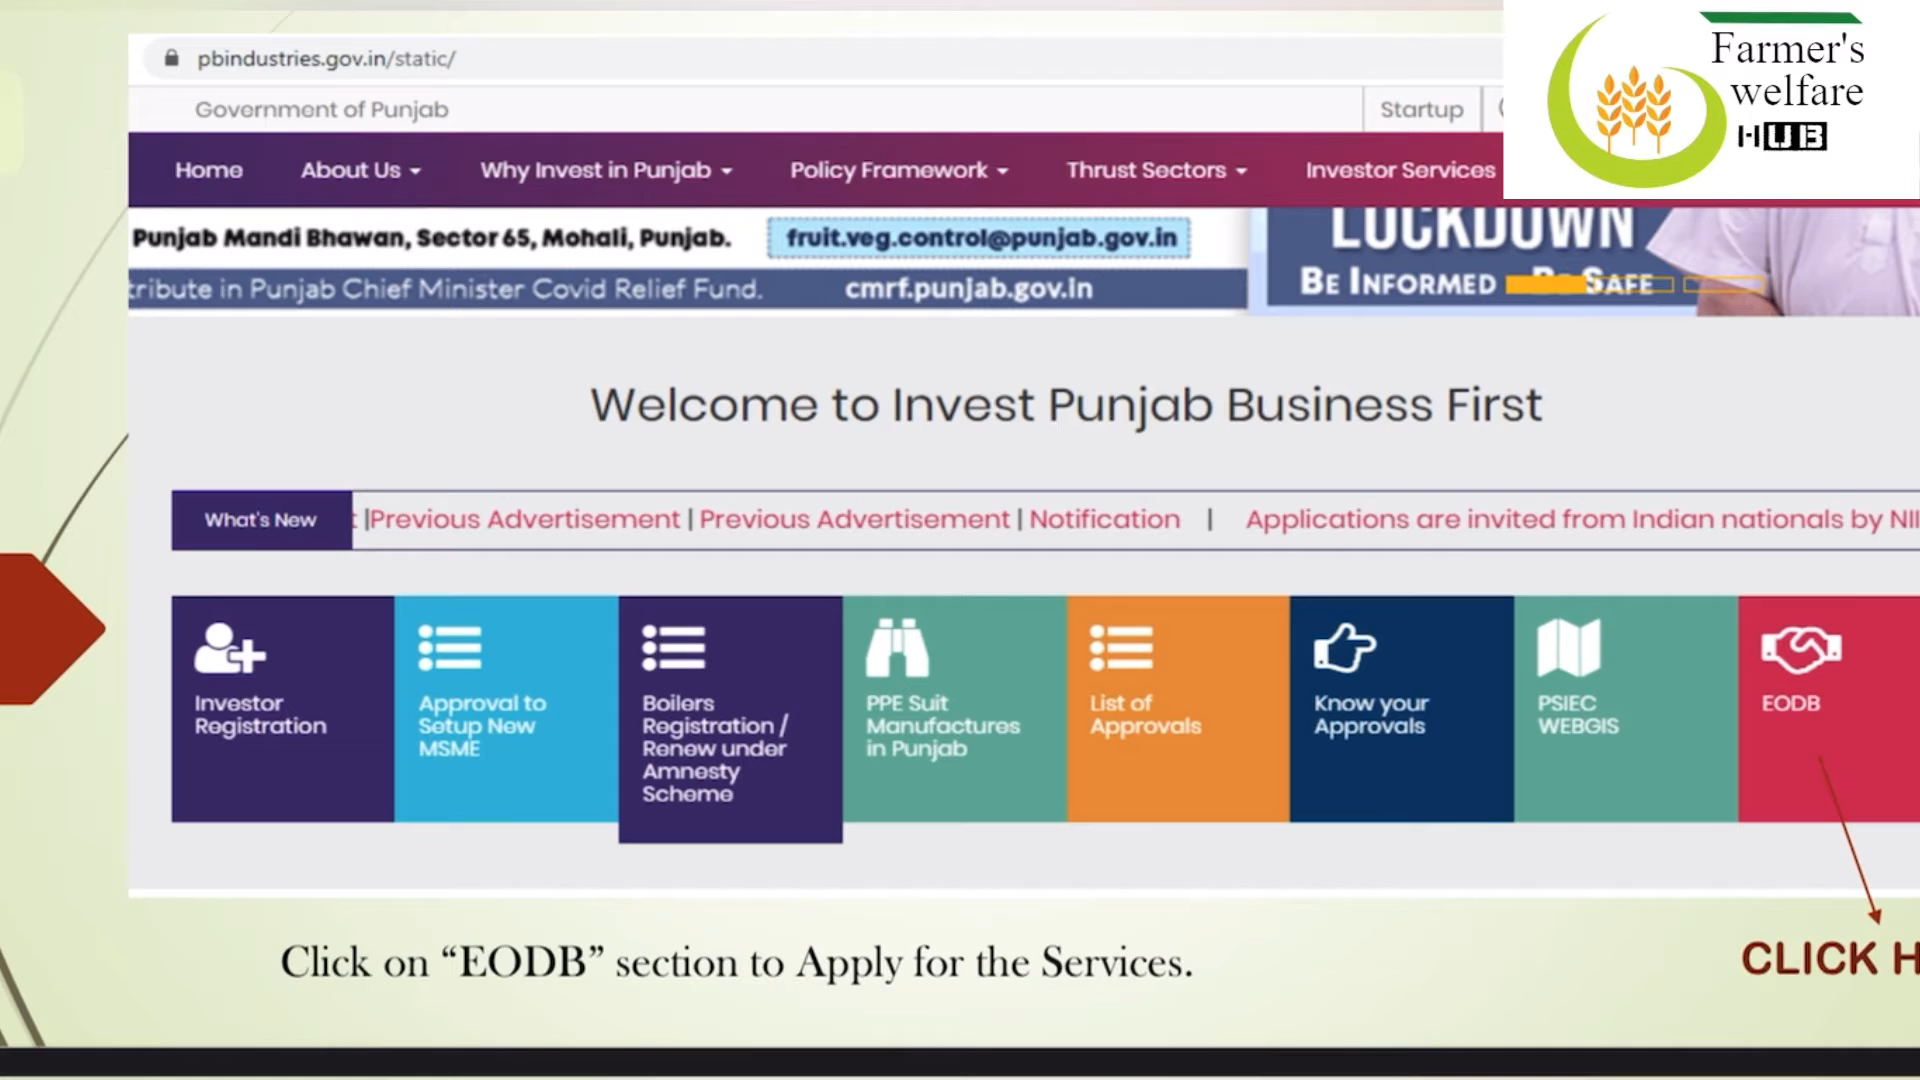 pbindustries.gov.in/static/
Farmer's
welfare
HUB
Government of Punjab
Startup
Home About Us Why Invest in Punjab Policy Framework Thrust Sectors Investor Services
Punjab Mandi Bhawan, Sector 65, Mohali, Punjab. fruit.veg.control@punjab.gov.in
LOCKDOWN
BE INFORMED BE SAFE
tribute in Punjab Chief Minister Covid Relief Fund. cmrf.punjab.gov.in
Welcome to Invest Punjab Business First
What's New t |Previous Advertisement | Previous Advertisement | Notification | Applications are invited from Indian nationals by NII
Investor
Registration
Approval to
Setup New
MSME
Boilers
Registration /
Renew under
Amnesty
Scheme
PPE Suit
Manufactures
in Punjab
List of
Approvals
Know your
Approvals
PSIEC
WEBGIS
EODB
Click on “EODB” section to Apply for the Services.
CLICK H